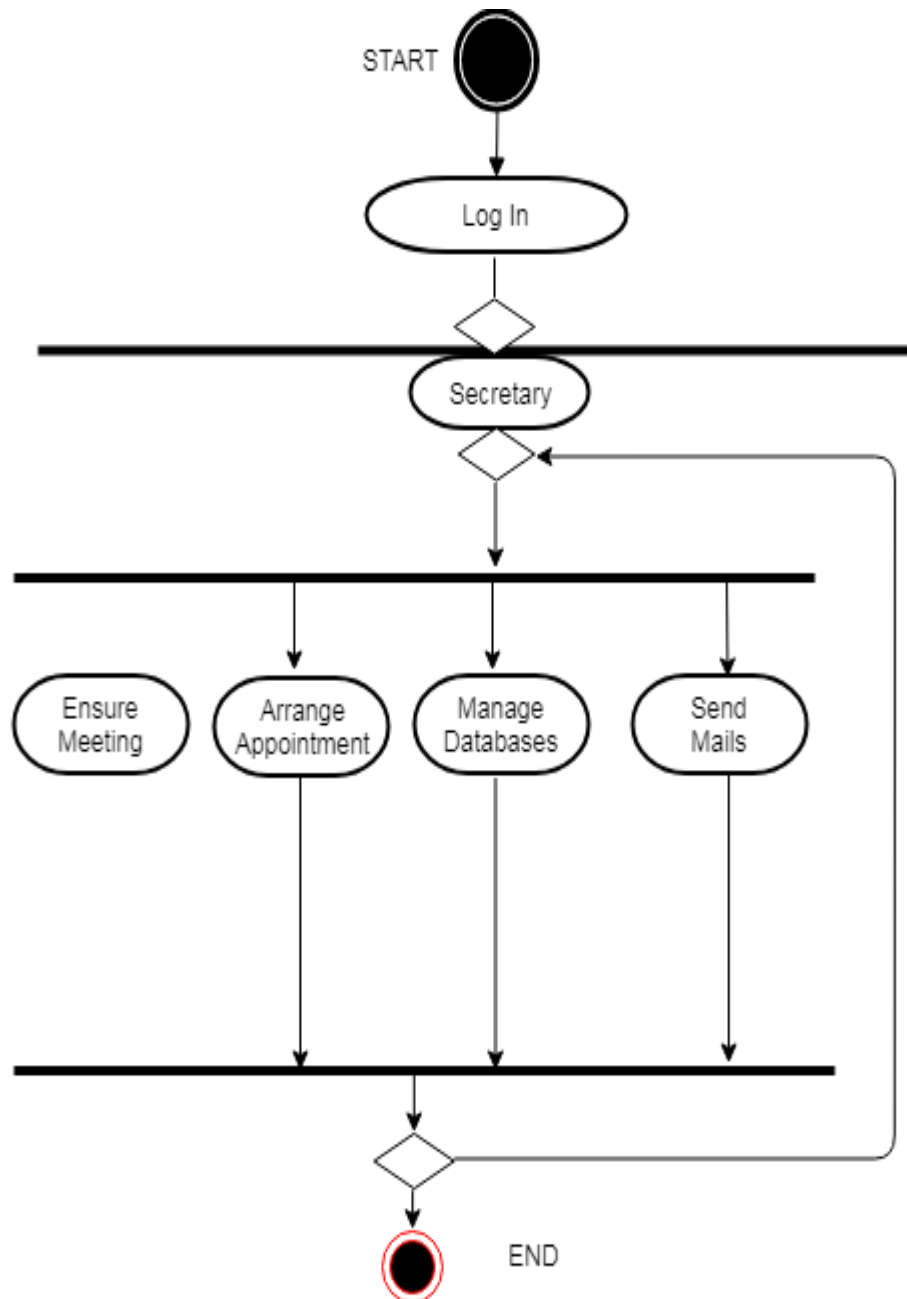 START
Log In
Secretary
Ensure
Meeting
Arrange
Appointment
Manage
Databases
Send
Mails
END